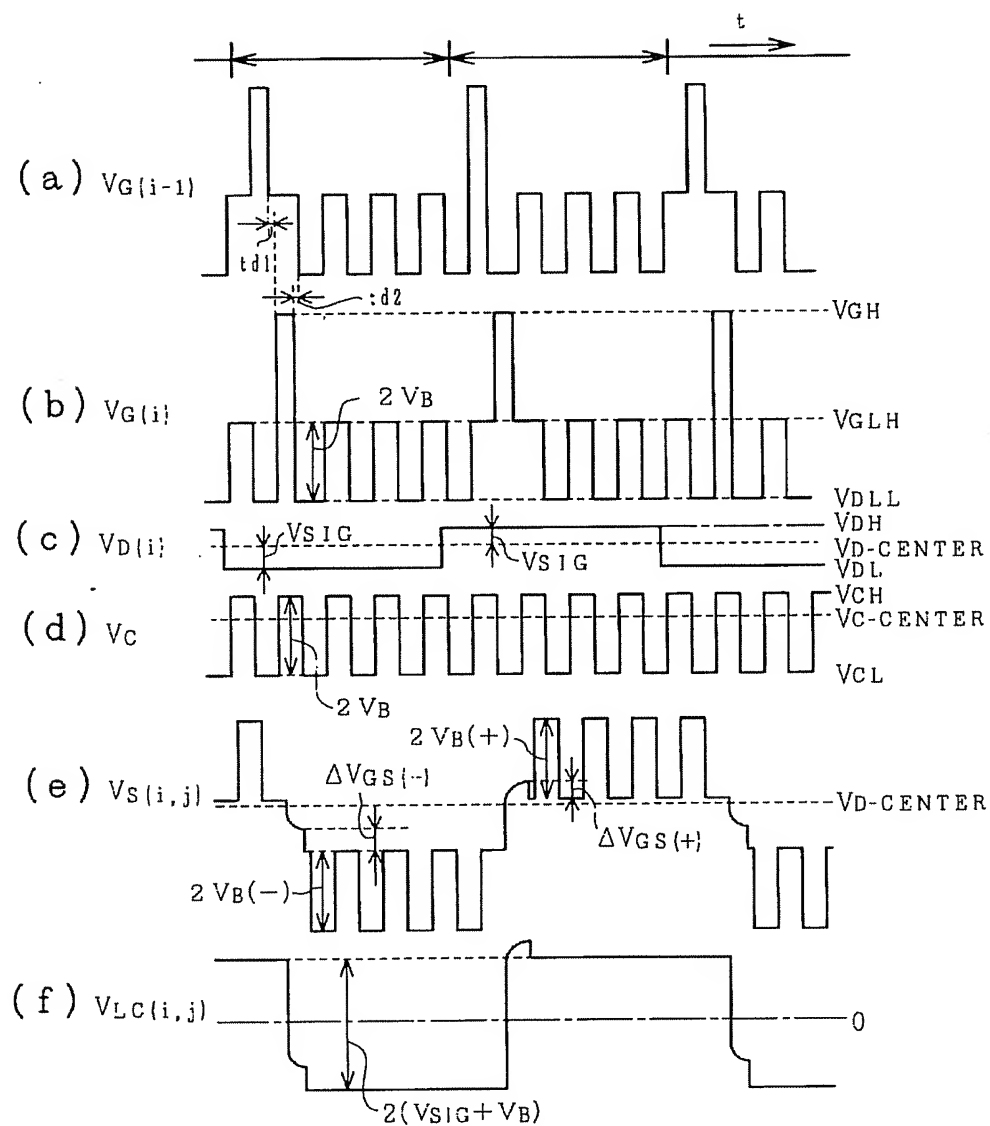 t
(a) VG(i-1)
td1
:d2
VGH
(b) VG(i)
2 VB
VGLH
VDLL
(c) VD(i)
VSIG
VSIG
VDH
VD-CENTER
VDL
(d) VC
VCH
VC-CENTER
VCL
2 VB
2 VB(+)
ΔVGS(-)
(e) VS(i,j)
VD-CENTER
ΔVGS(+)
2 VB(-)
(f) VLC(i,j)
0
2(VSIG+VB)